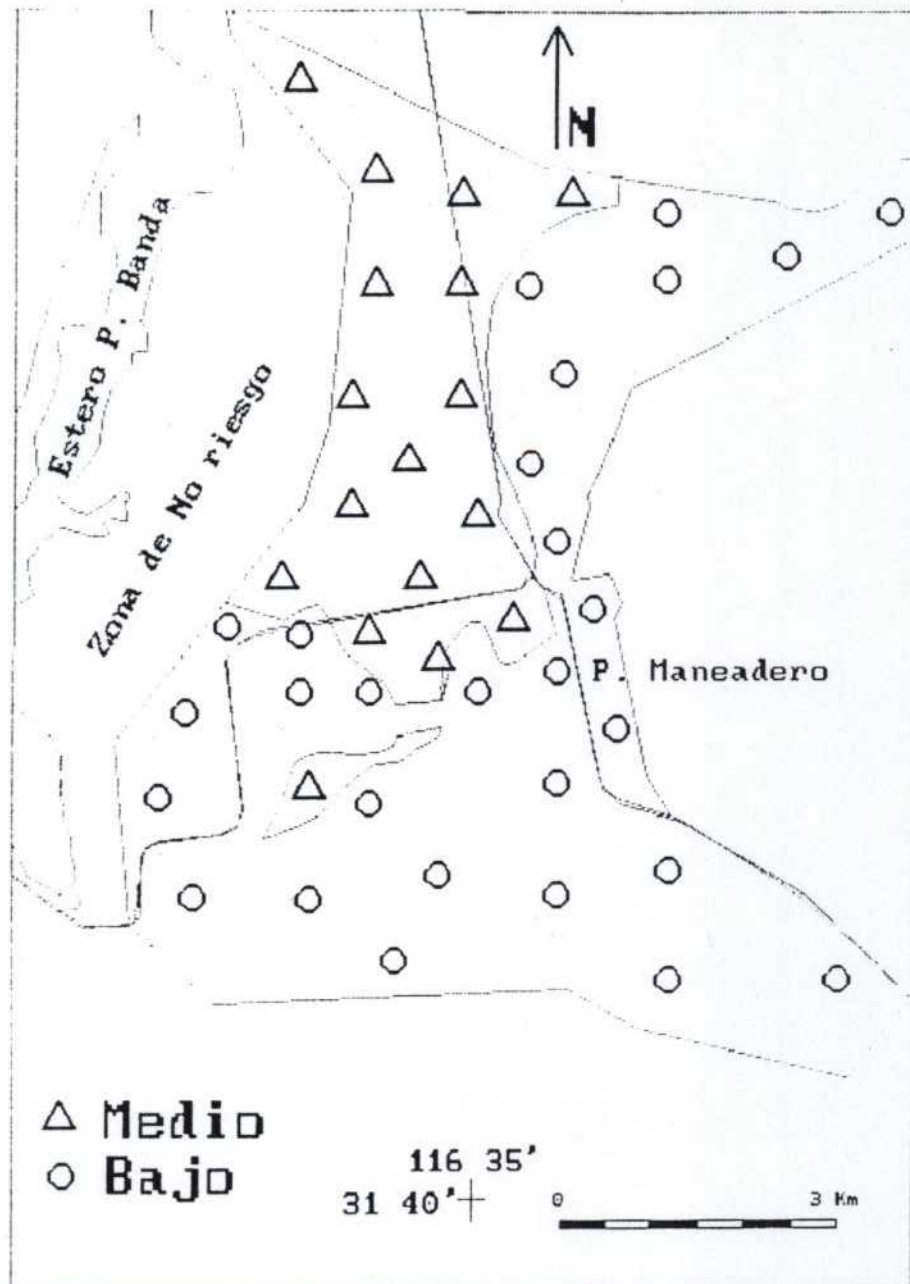 N
Estero P. Banda
Zona de No riesgo
P. Maneadero
Medio
Bajo
116 35'
31 40'
0 3 Km